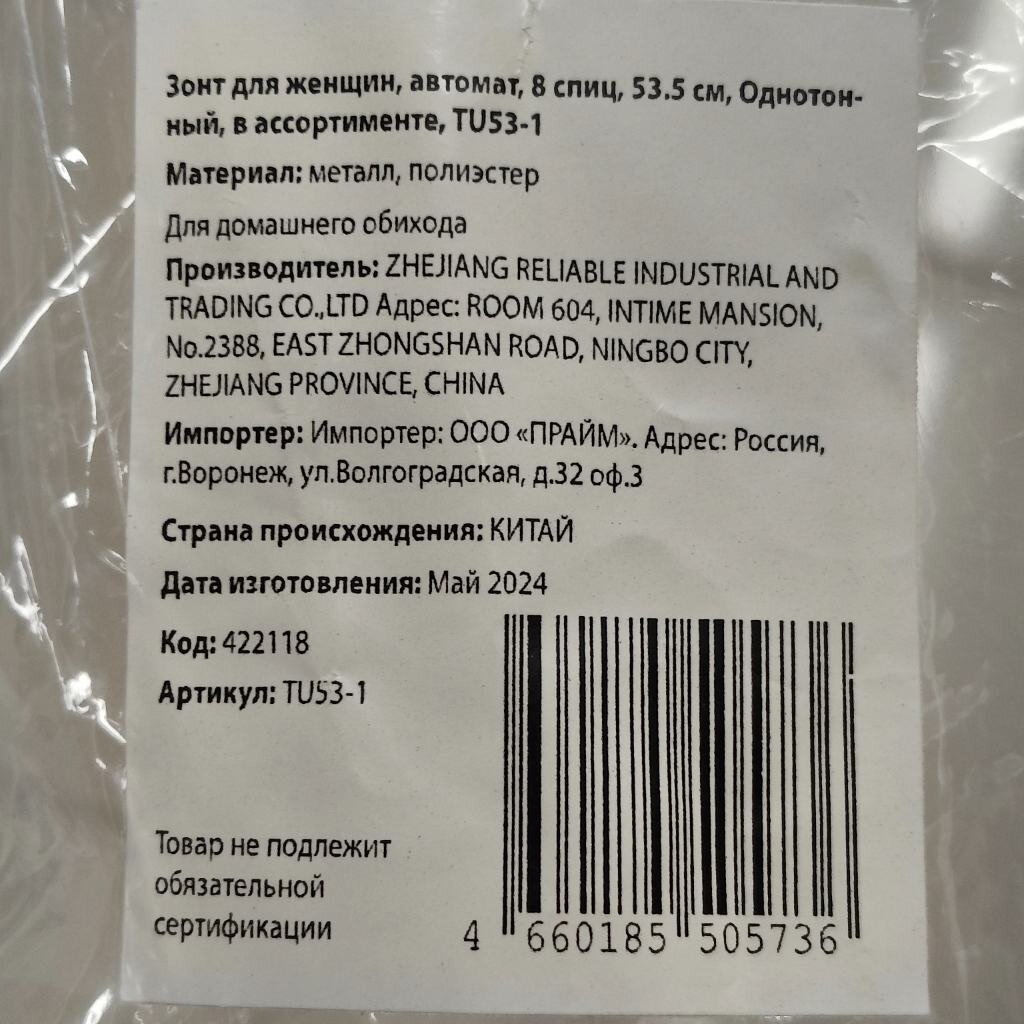 Зонт для женщин, автомат, 8 спиц, 53.5 см, Однотон-
ный, в ассортименте, TU53-1
Материал: металл, полиэстер
Для домашнего обихода
Производитель: ZHEJIANG RELIABLE INDUSTRIAL AND
TRADING CO.,LTD Адрес: ROOM 604, INTIME MANSION,
No.2388, EAST ZHONGSHAN ROAD, NINGBO CITY,
ZHEJIANG PROVINCE, CHINA
Импортер: Импортер: ООО «ПРАЙМ». Адрес: Россия,
г.Воронеж, ул.Волгоградская, д.32 оф.3
Страна происхождения: КИТАЙ
Дата изготовления: Май 2024
Код: 422118
Артикул: TU53-1
Товар не подлежит
обязательной
сертификации
4 660185 505736